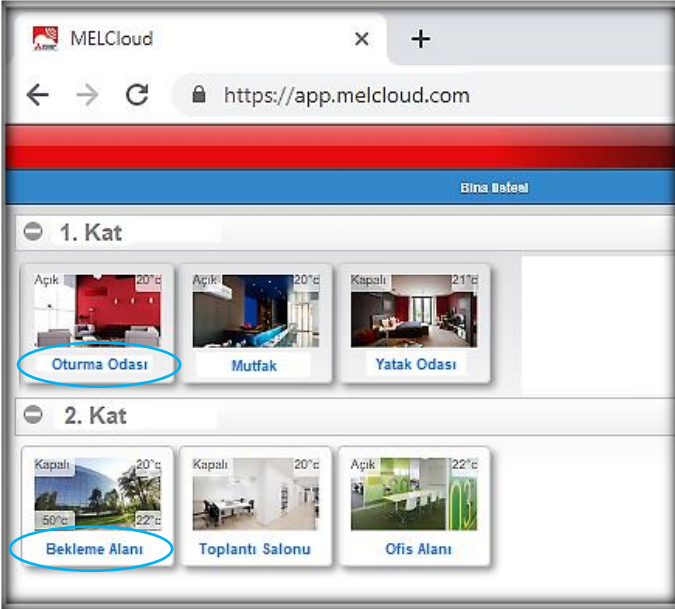 MELCloud
https://app.melcloud.com
Bina listesi
1. Kat
Açık 20°c Açık 20°c Kapalı 21°c
Oturma Odası Mutfak Yatak Odası
2. Kat
Kapalı 20°c Kapalı 20°c Açık 22°c
50°c 22°c
Bekleme Alanı Toplantı Salonu Ofis Alanı